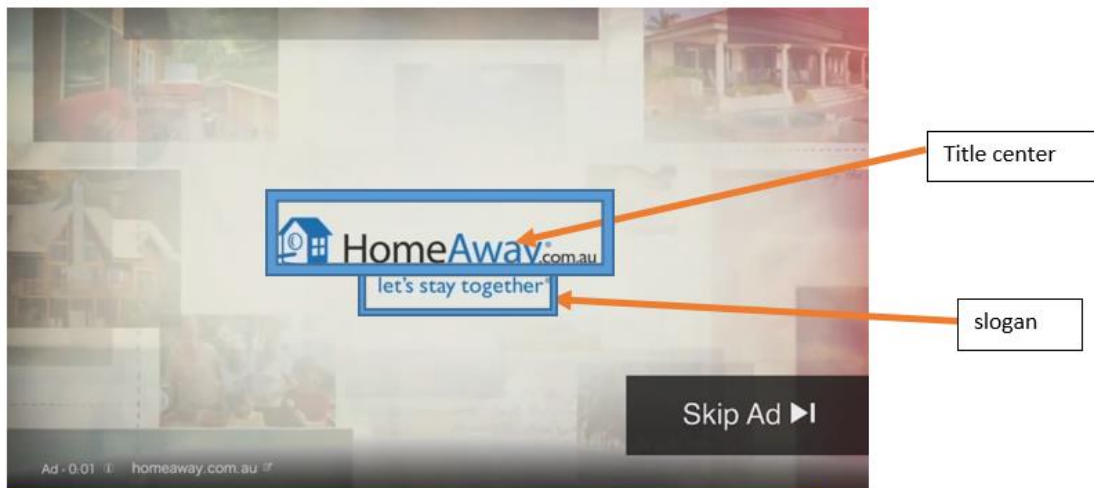 Title center
HomeAway.com.au
let's stay together®
slogan
Skip Ad
Ad - 0:01 homeaway.com.au